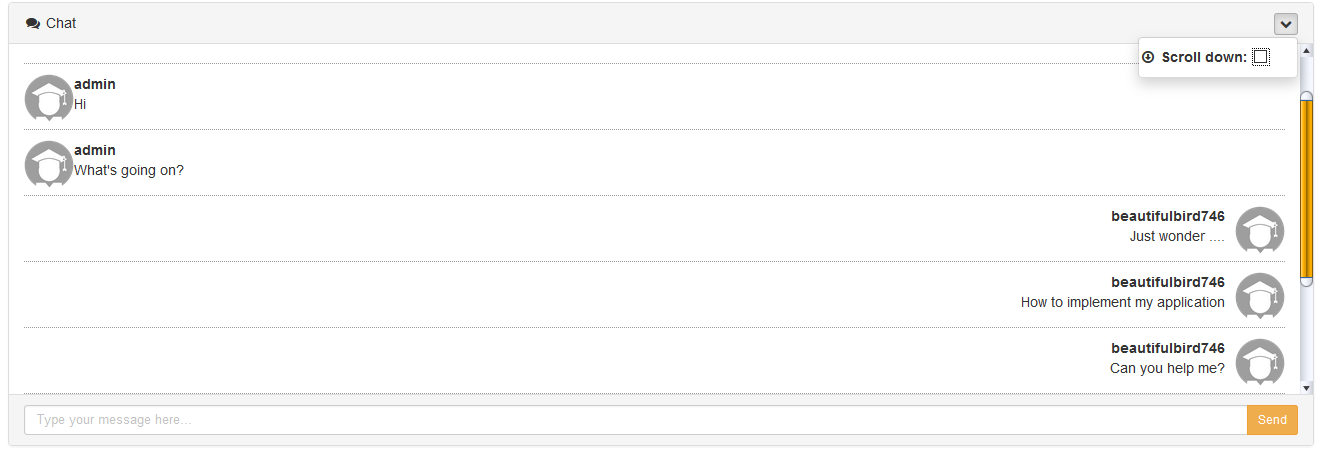 Chat
Scroll down:
admin
Hi
admin
What's going on?
beautifulbird746
Just wonder ....
beautifulbird746
How to implement my application
beautifulbird746
Can you help me?
Type your message here...
Send